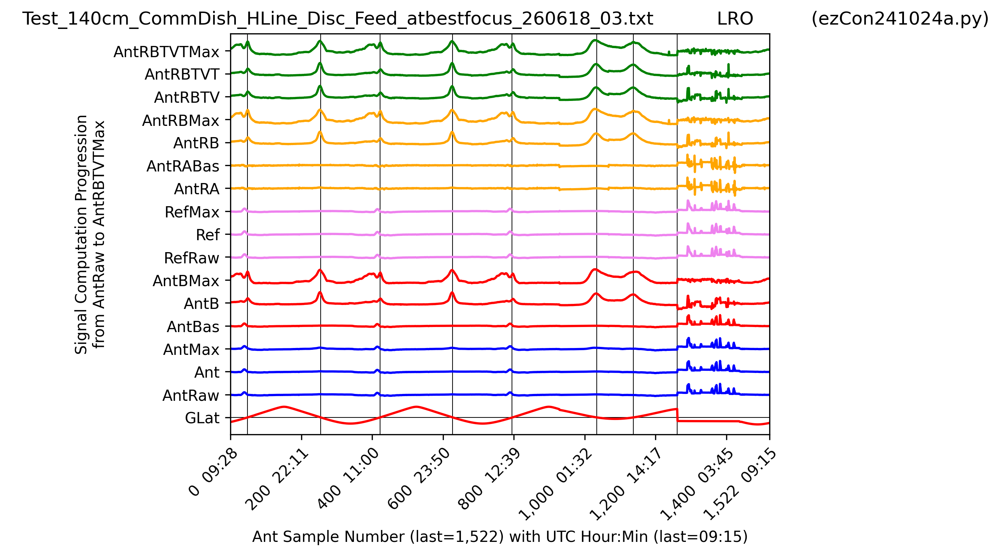 Test_140cm_CommDish_HLine_Disc_Feed_atbestfocus_260618_03.txt LRO (ezCon241024a.py)
Signal Computation Progression
from AntRaw to AntRBTVTMax
AntRBTVTMax
AntRBTVT
AntRBTV
AntRBMax
AntRB
AntRABas
AntRA
RefMax
Ref
RefRaw
AntBMax
AntB
AntBas
AntMax
Ant
AntRaw
GLat
0 09:28
200 22:11
400 11:00
600 23:50
800 12:39
1,000 01:32
1,200 14:17
1,400 03:45
1,522 09:15
Ant Sample Number (last=1,522) with UTC Hour:Min (last=09:15)